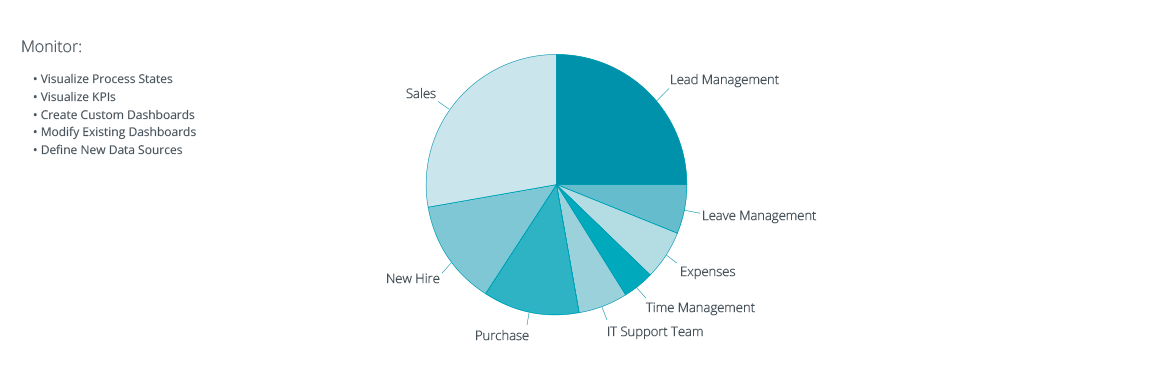 Monitor:
• Visualize Process States
• Visualize KPIs
• Create Custom Dashboards
• Modify Existing Dashboards
• Define New Data Sources
Lead Management
Sales
Leave Management
Expenses
New Hire
Time Management
IT Support Team
Purchase